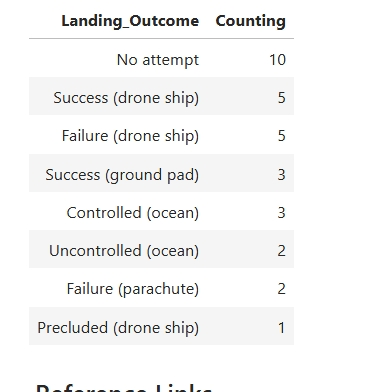 Landing_Outcome Counting
No attempt 10
Success (drone ship) 5
Failure (drone ship) 5
Success (ground pad) 3
Controlled (ocean) 3
Uncontrolled (ocean) 2
Failure (parachute) 2
Precluded (drone ship) 1
Reference Links